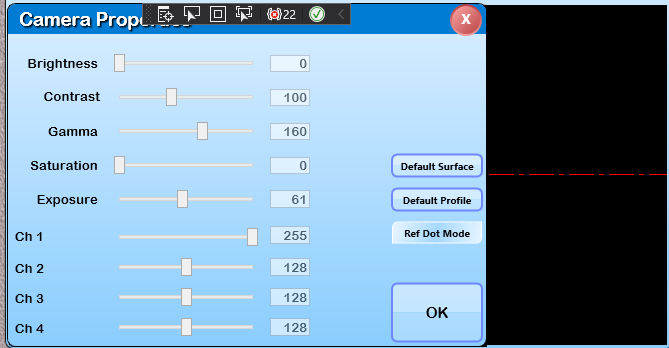 Camera Properties
22
X
Brightness 0
Contrast 100
Gamma 160
Saturation 0
Default Surface
Exposure 61
Default Profile
Ch 1 255
Ref Dot Mode
Ch 2 128
Ch 3 128
OK
Ch 4 128